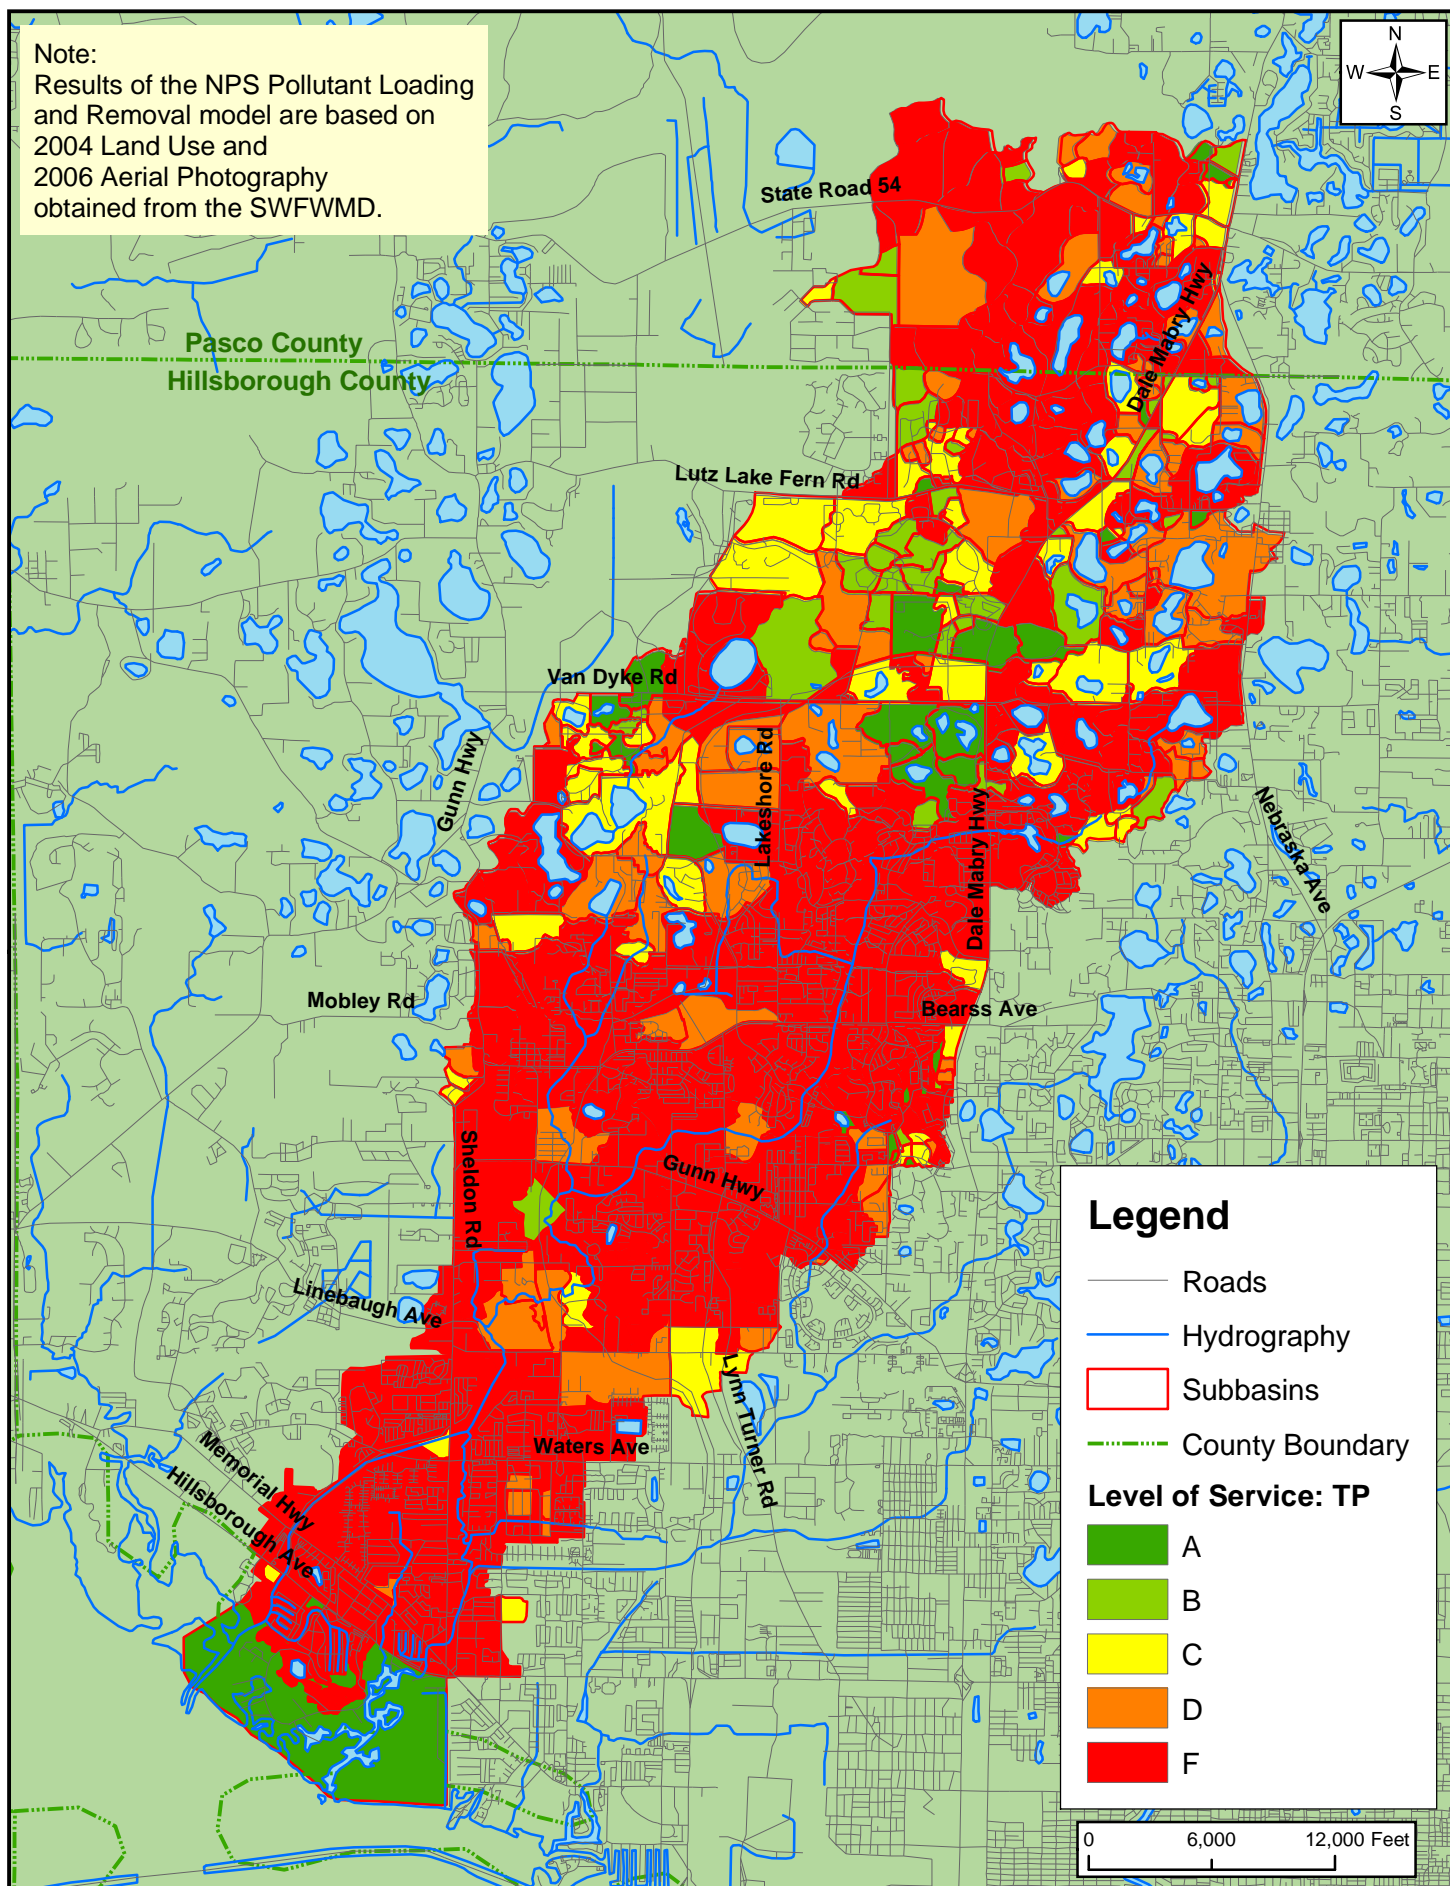 Note:
Results of the NPS Pollutant Loading
and Removal model are based on
2004 Land Use and
2006 Aerial Photography
obtained from the SWFWMD.
N
W E
S
State Road 54
Pasco County
Hillsborough County
Dale Mabry Hwy
Lutz Lake Fern Rd
Van Dyke Rd
Gunn Hwy
Lakeshore Rd
Dale Mabry Hwy
Nebraska Ave
Mobley Rd
Bearss Ave
Sheldon Rd
Gunn Hwy
Linebaugh Ave
Lynn Turner Rd
Waters Ave
Memorial Hwy
Hillsborough Ave
Legend
Roads
Hydrography
Subbasins
County Boundary
Level of Service: TP
A
B
C
D
F
0 6,000 12,000 Feet